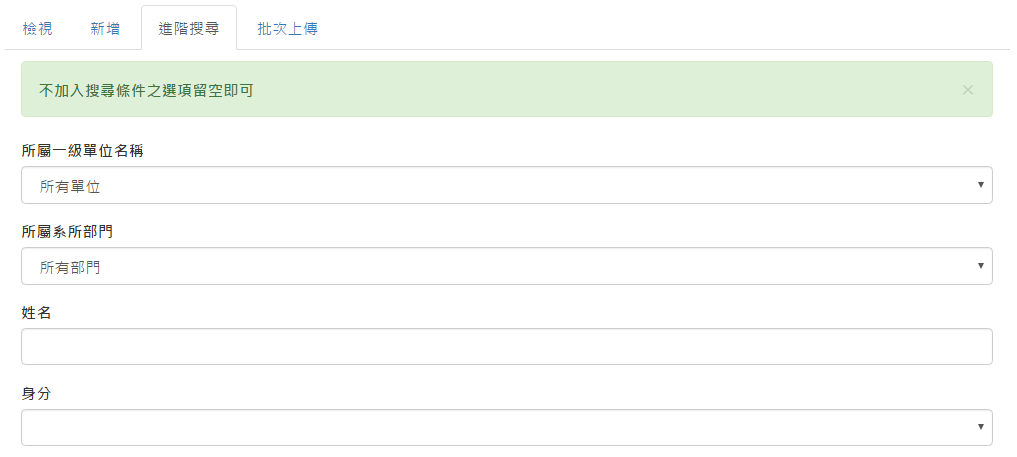 檢視 新增 進階搜尋 批次上傳
不加入搜尋條件之選項留空即可 ×
所屬一級單位名稱
所有單位
所屬系所部門
所有部門
姓名
身分